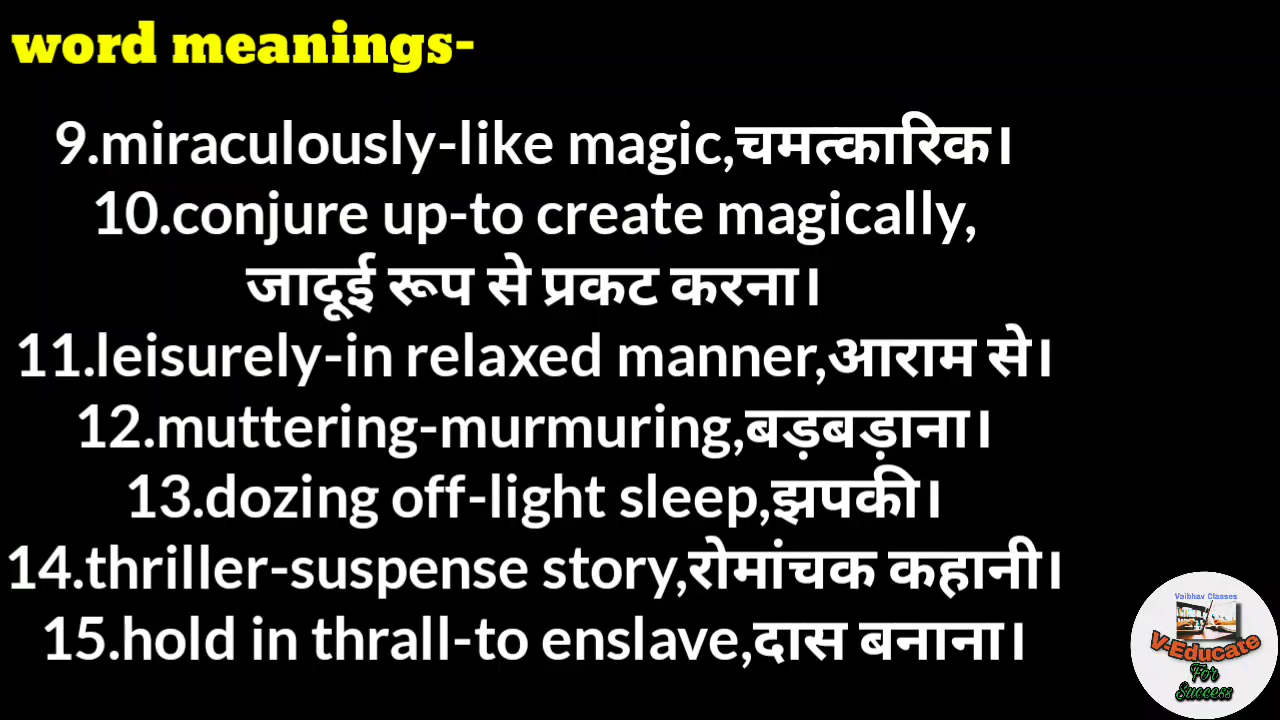 word meanings-
9.miraculously-like magic,चमत्कारिक।
10.conjure up-to create magically,
जादूई रूप से प्रकट करना।
11.leisurely-in relaxed manner,आराम से।
12.muttering-murmuring,बड़बड़ाना।
13.dozing off-light sleep,झपकी।
14.thriller-suspense story,रोमांचक कहानी।
15.hold in thrall-to enslave,दास बनाना।
Vaibhav Classes
V-Educate
For
Success